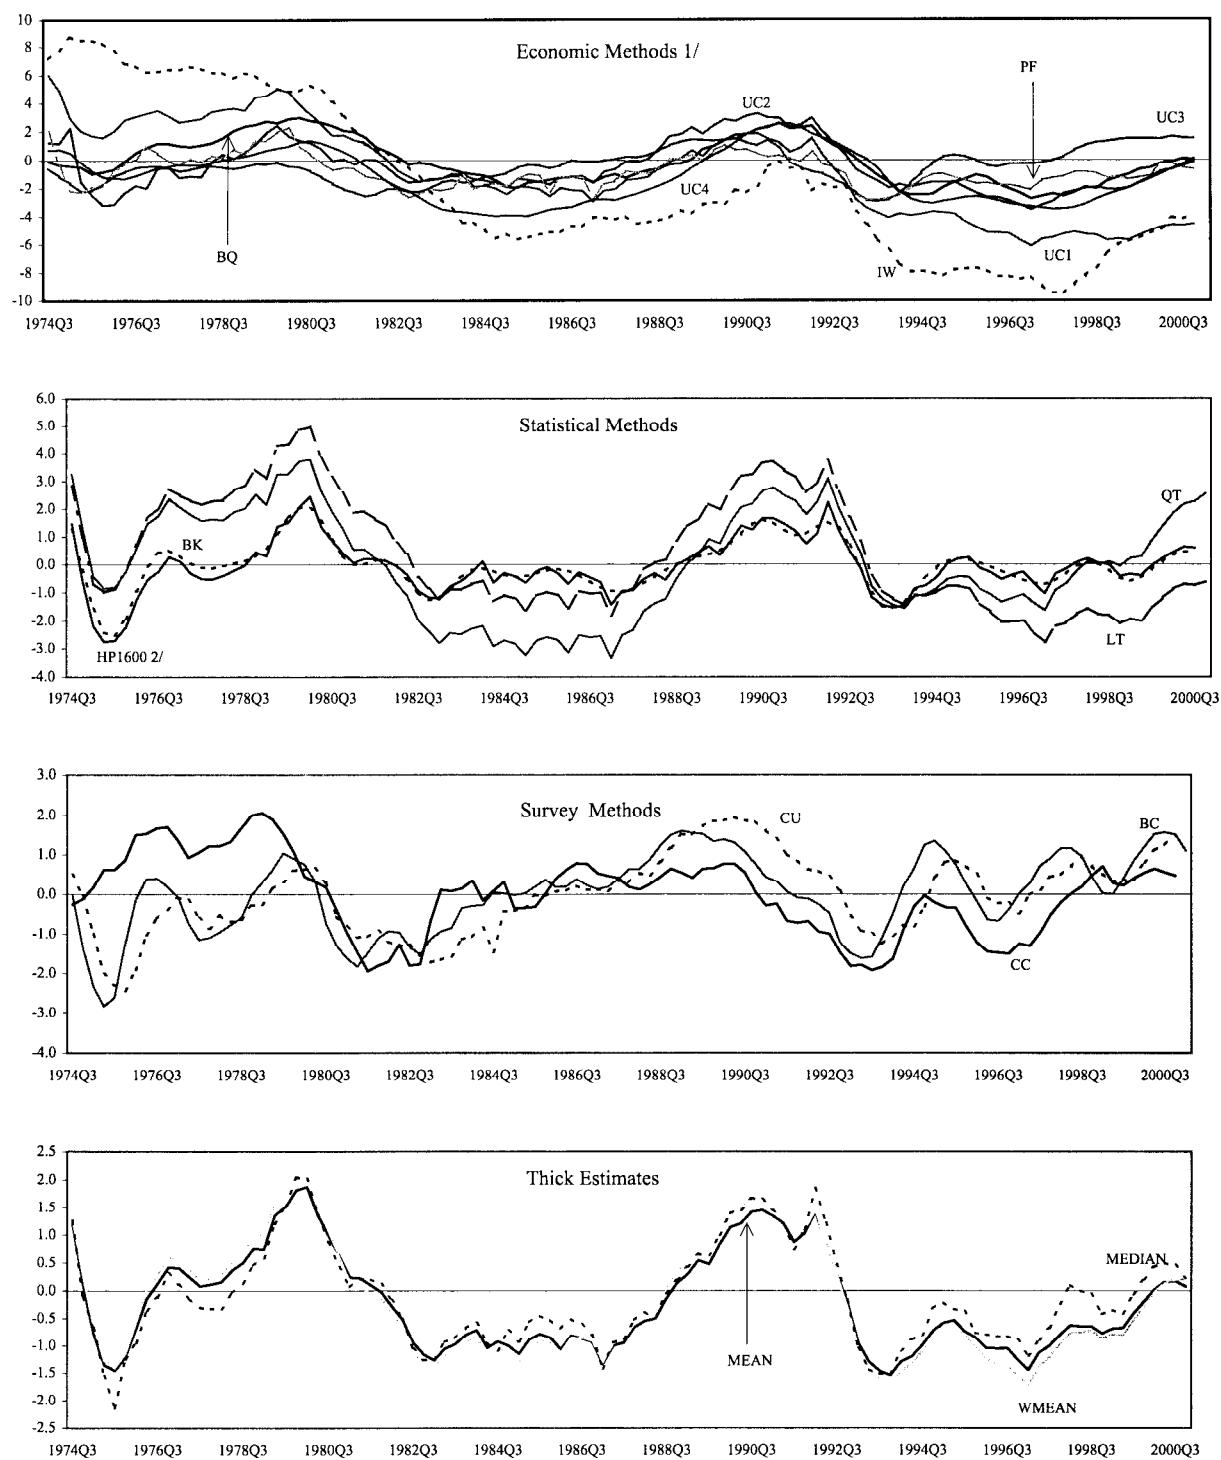 Economic Methods 1/
10
8
6
4
2
0
-2
-4
-6
-8
-10
PF
UC2
UC3
UC4
BQ
IW
UC1
1974Q3 1976Q3 1978Q3 1980Q3 1982Q3 1984Q3 1986Q3 1988Q3 1990Q3 1992Q3 1994Q3 1996Q3 1998Q3 2000Q3
Statistical Methods
6.0
5.0
4.0
3.0
2.0
1.0
0.0
-1.0
-2.0
-3.0
-4.0
QT
BK
LT
HP1600 2/
1974Q3 1976Q3 1978Q3 1980Q3 1982Q3 1984Q3 1986Q3 1988Q3 1990Q3 1992Q3 1994Q3 1996Q3 1998Q3 2000Q3
Survey Methods
3.0
2.0
1.0
0.0
-1.0
-2.0
-3.0
-4.0
CU
BC
CC
1974Q3 1976Q3 1978Q3 1980Q3 1982Q3 1984Q3 1986Q3 1988Q3 1990Q3 1992Q3 1994Q3 1996Q3 1998Q3 2000Q3
Thick Estimates
2.5
2.0
1.5
1.0
0.5
0.0
-0.5
-1.0
-1.5
-2.0
-2.5
MEDIAN
MEAN
WMEAN
1974Q3 1976Q3 1978Q3 1980Q3 1982Q3 1984Q3 1986Q3 1988Q3 1990Q3 1992Q3 1994Q3 1996Q3 1998Q3 2000Q3